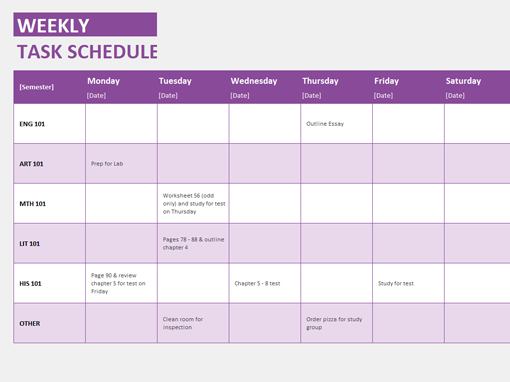 WEEKLY
TASK SCHEDULE
[Semester] Monday Tuesday Wednesday Thursday Friday Saturday
[Date] [Date] [Date] [Date] [Date] [Date]
ENG 101 Outline Essay
ART 101 Prep for Lab
MTH 101 Worksheet 56 (odd
only) and study for test
on Thursday
LIT 101 Pages 78 - 88 & outline
chapter 4
HIS 101 Page 90 & review
chapter 5 for test on
Friday
Chapter 5 - 8 test
Study for test
OTHER Clean room for
inspection
Order pizza for study
group